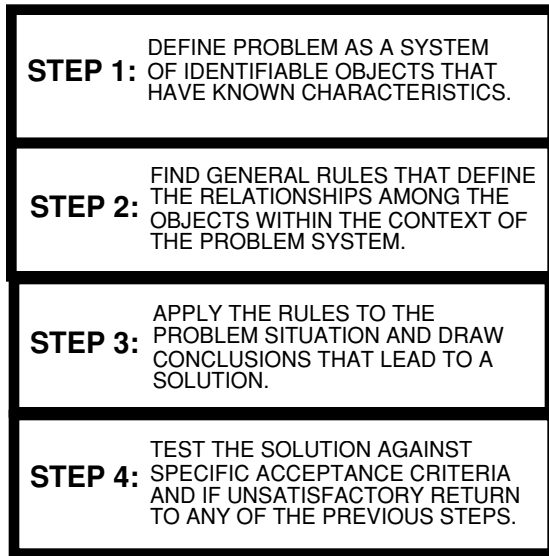 DEFINE PROBLEM AS A SYSTEM
STEP 1: OF IDENTIFIABLE OBJECTS THAT
HAVE KNOWN CHARACTERISTICS.
FIND GENERAL RULES THAT DEFINE
THE RELATIONSHIPS AMONG THE
STEP 2: OBJECTS WITHIN THE CONTEXT OF
THE PROBLEM SYSTEM.
APPLY THE RULES TO THE
STEP 3: PROBLEM SITUATION AND DRAW
CONCLUSIONS THAT LEAD TO A
SOLUTION.
TEST THE SOLUTION AGAINST
STEP 4: SPECIFIC ACCEPTANCE CRITERIA
AND IF UNSATISFACTORY RETURN
TO ANY OF THE PREVIOUS STEPS.